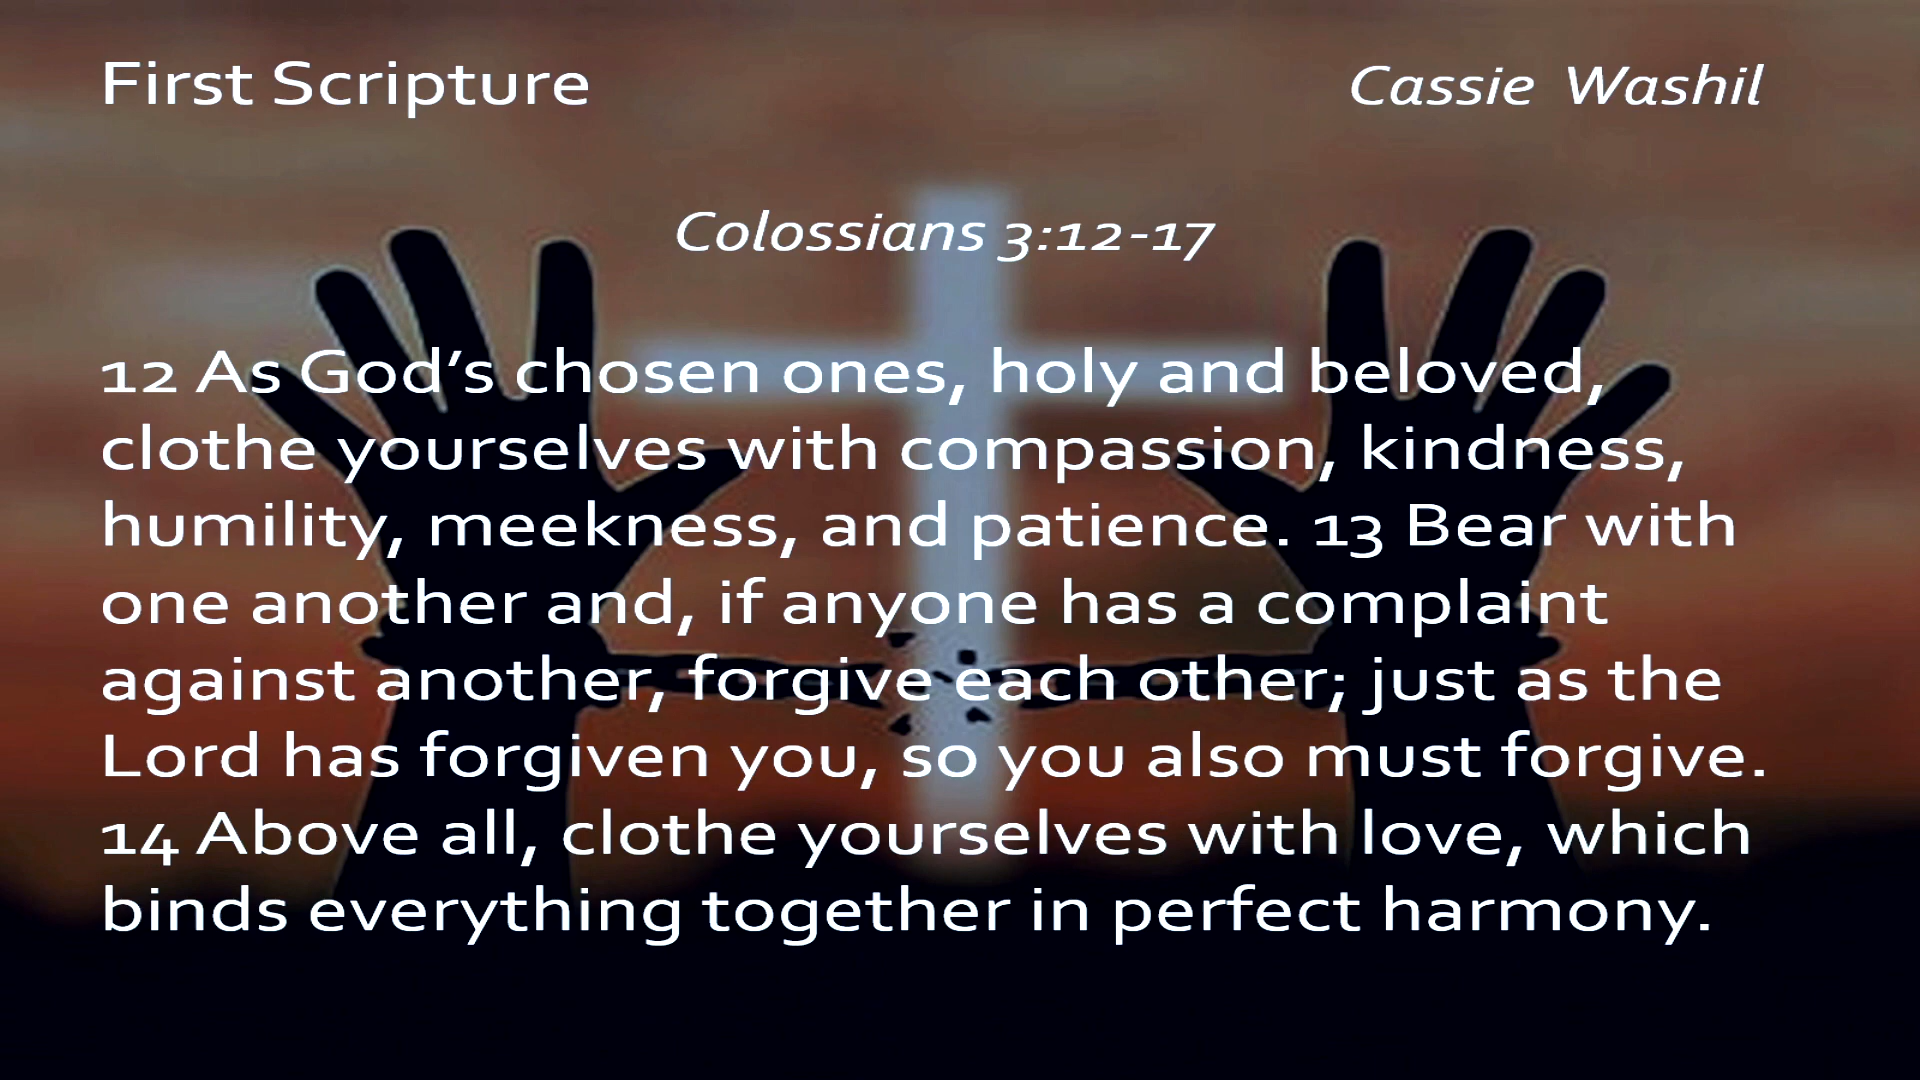 First Scripture Cassie Washil
Colossians 3:12-17
12 As God’s chosen ones, holy and beloved,
clothe yourselves with compassion, kindness,
humility, meekness, and patience. 13 Bear with
one another and, if anyone has a complaint
against another, forgive each other; just as the
Lord has forgiven you, so you also must forgive.
14 Above all, clothe yourselves with love, which
binds everything together in perfect harmony.